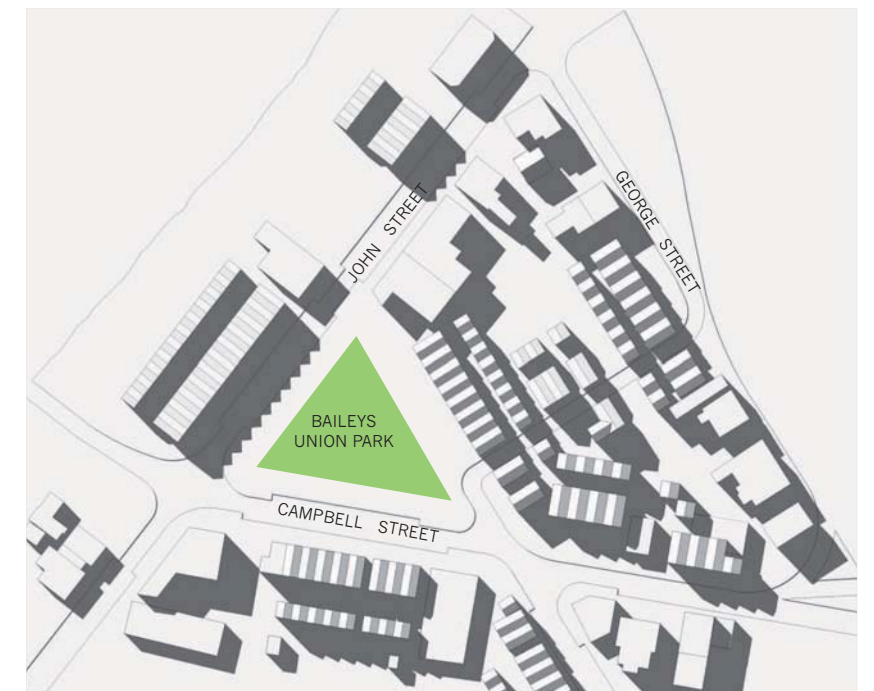 GEORGE STREET
JOHN STREET
BAILEYS
UNION PARK
CAMPBELL STREET